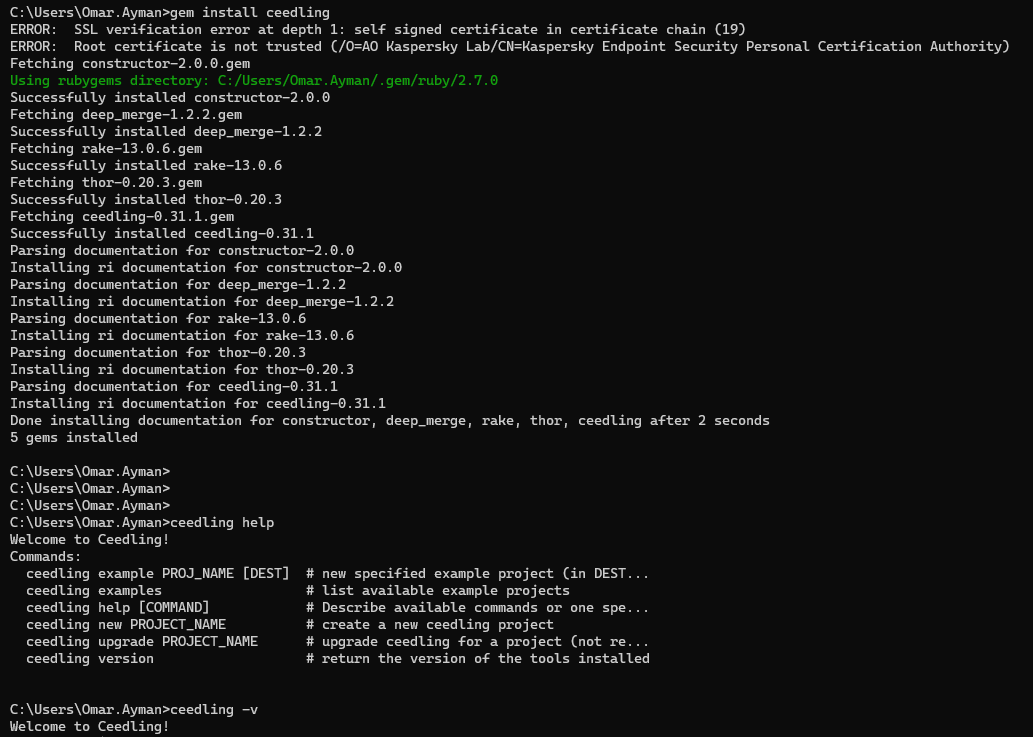 C:\Users\Omar.Ayman>gem install ceedling
ERROR:  SSL verification error at depth 1: self signed certificate in certificate chain (19)
ERROR:  Root certificate is not trusted (/O=AO Kaspersky Lab/CN=Kaspersky Endpoint Security Personal Certification Authority)
Fetching constructor-2.0.0.gem
Using rubygems directory: C:/Users/Omar.Ayman/.gem/ruby/2.7.0
Successfully installed constructor-2.0.0
Fetching deep_merge-1.2.2.gem
Successfully installed deep_merge-1.2.2
Fetching rake-13.0.6.gem
Successfully installed rake-13.0.6
Fetching thor-0.20.3.gem
Successfully installed thor-0.20.3
Fetching ceedling-0.31.1.gem
Successfully installed ceedling-0.31.1
Parsing documentation for constructor-2.0.0
Installing ri documentation for constructor-2.0.0
Parsing documentation for deep_merge-1.2.2
Installing ri documentation for deep_merge-1.2.2
Parsing documentation for rake-13.0.6
Installing ri documentation for rake-13.0.6
Parsing documentation for thor-0.20.3
Installing ri documentation for thor-0.20.3
Parsing documentation for ceedling-0.31.1
Installing ri documentation for ceedling-0.31.1
Done installing documentation for constructor, deep_merge, rake, thor, ceedling after 2 seconds
5 gems installed
C:\Users\Omar.Ayman>
C:\Users\Omar.Ayman>
C:\Users\Omar.Ayman>
C:\Users\Omar.Ayman>ceedling help
Welcome to Ceedling!
Commands:
  ceedling example PROJ_NAME [DEST]  # new specified example project (in DEST...
  ceedling examples                  # list available example projects
  ceedling help [COMMAND]            # Describe available commands or one spe...
  ceedling new PROJECT_NAME          # create a new ceedling project
  ceedling upgrade PROJECT_NAME      # upgrade ceedling for a project (not re...
  ceedling version                   # return the version of the tools installed
C:\Users\Omar.Ayman>ceedling -v
Welcome to Ceedling!